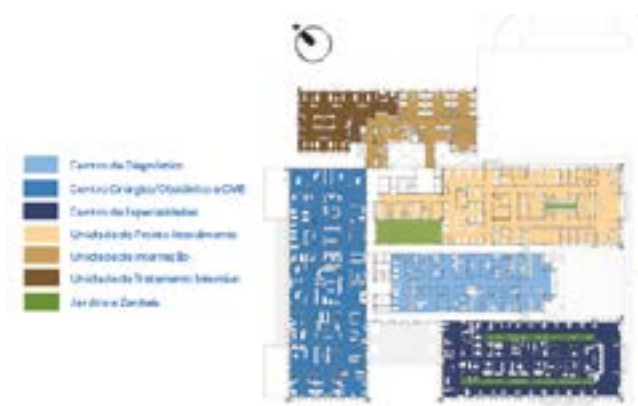 Centro de Diagnóstico
Centro Cirúrgico/Obstétrico e CME
Centro de Especialidades
Unidade de Pronto Atendimento
Unidade de Internação
Unidade de Tratamento Intensivo
Jardins e Zenitais